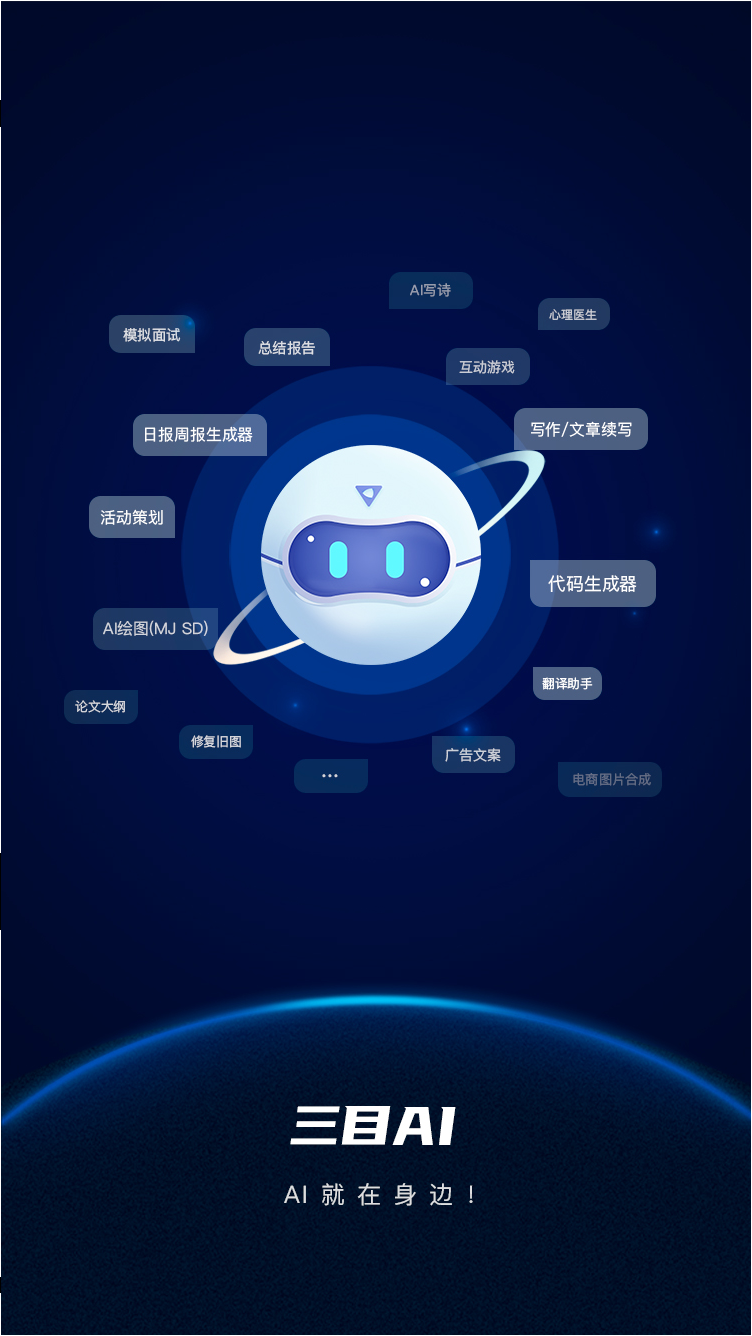 AI写诗
心理医生
模拟面试
总结报告
互动游戏
日报周报生成器
写作/文章续写
活动策划
代码生成器
AI绘图(MJ SD)
翻译助手
论文大纲
修复旧图
广告文案
...
电商图片合成
三目AI
AI就在身边!